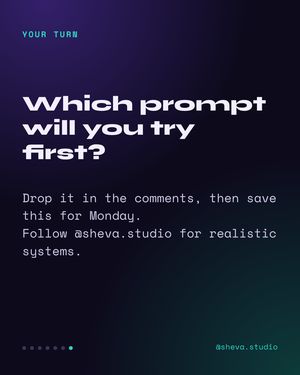 YOUR TURN
Which prompt
will you try
first?
Drop it in the comments, then save
this for Monday.
Follow @sheva.studio for realistic
systems.
@sheva.studio